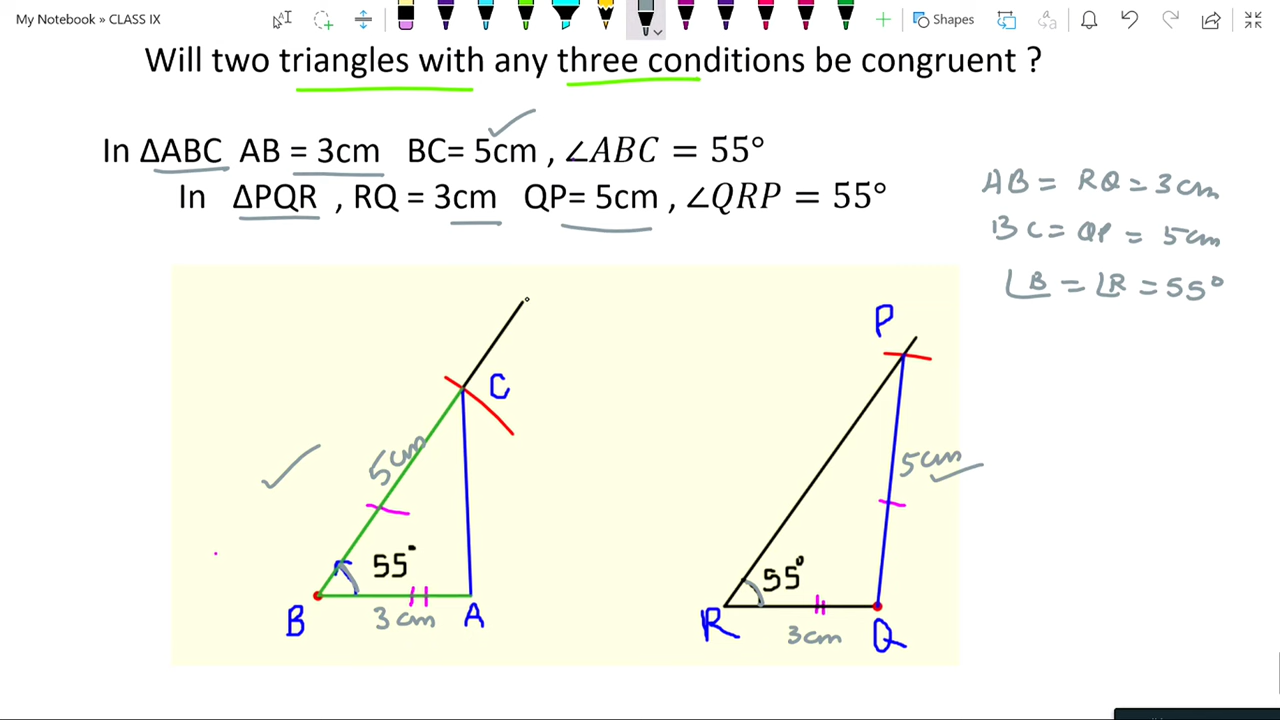 My Notebook » CLASS IX
Shapes
Will two triangles with any three conditions be congruent ?
In ΔABC AB = 3cm BC= 5cm , ∠ABC = 55°
In ΔPQR , RQ = 3cm QP= 5cm , ∠QRP = 55°
AB = RQ = 3cm
BC = QP = 5cm
∠B = ∠R = 55°
P
C
5cm
5cm
55°
55°
B
3cm
A
R
3cm
Q